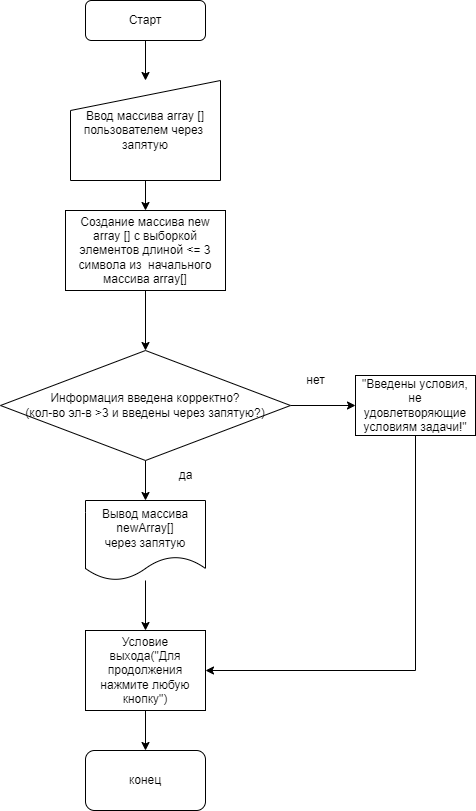 Старт
Ввод массива array []
пользователем через
запятую
Создание массива new
array [] с выборкой
элементов длиной <= 3
символа из начального
массива array[]
Информация введена корректно?
(кол-во эл-в >3 и введены через запятую?)
нет
"Введены условия,
не
удовлетворяющие
условиям задачи!"
да
Вывод массива
newArray[]
через запятую
Условие
выхода("Для
продолжения
нажмите любую
кнопку")
конец